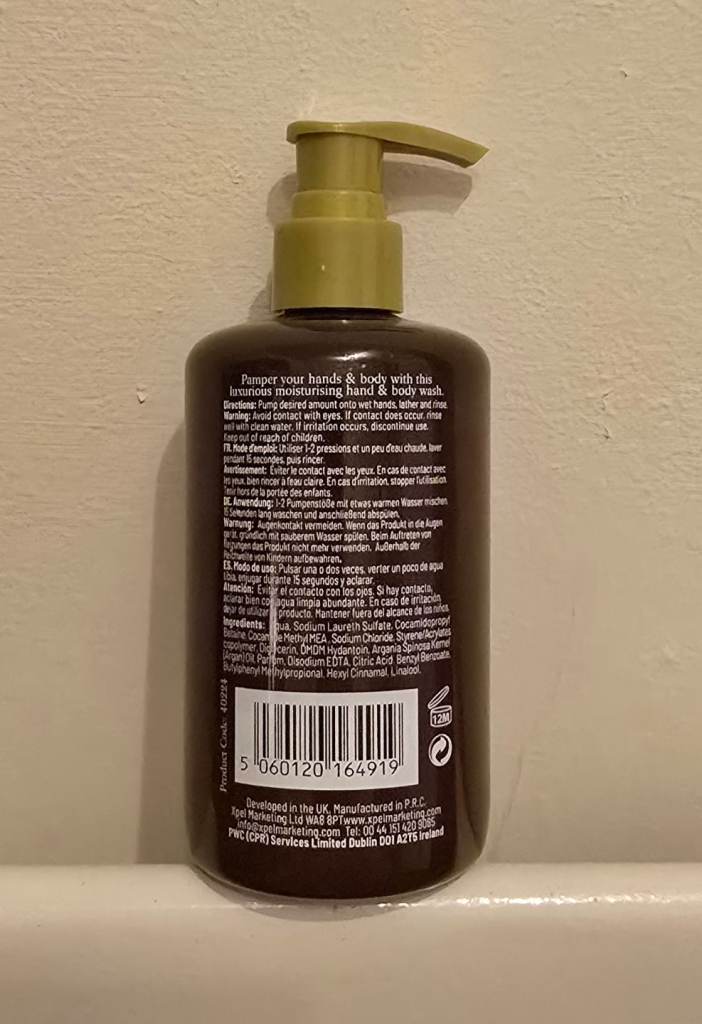 Pamper your hands & body with this
luxurious moisturising hand & body wash.
Directions: Pump desired amount onto wet hands, lather and rinse.
Warning: Avoid contact with eyes. If contact does occur, rinse
well with clean water. If irritation occurs, discontinue use.
Keep out of reach of children.
FR. Mode d'emploi: Utiliser 1-2 pressions et un peu d'eau chaude, laver
pendant 15 secondes, puis rincer.
Avertissement: Eviter le contact avec les yeux. En cas de contact avec
les yeux, bien rincer à l'eau claire. En cas d'irritation, stopper l'utilisation.
Tenir hors de la portée des enfants.
DE. Anwendung: 1-2 Pumpenstöße mit etwas warmen Wasser mischen,
15 Sekunden lang waschen und anschließend abspülen.
Warnung: Augenkontakt vermeiden. Wenn das Produkt in die Augen
gerät, gründlich mit sauberem Wasser spülen. Beim Auftreten von
Reizungen das Produkt nicht mehr verwenden. Außerhalb der
Reichweite von Kindern aufbewahren.
ES. Modo de uso: Pulsar una o dos veces, verter un poco de agua
tibia, enjugar durante 15 segundos y aclarar.
Atención: Evitar el contacto con los ojos. Si hay contacto,
aclarar bien con agua limpia abundante. En caso de irritación,
dejar de utilizar producto. Mantener fuera del alcance de los niños.
Ingredients: Aqua, Sodium Laureth Sulfate, Cocamidopropyl
Betaine, Cocamide Methyl MEA, Sodium Chloride, Styrene/Acrylates
copolymer, Diglycerin, DMDM Hydantoin, Argania Spinosa Kernel
(Argan) Oil, Parfum, Disodium EDTA, Citric Acid, Benzyl Benzoate,
Butylphenyl Methylpropional, Hexyl Cinnamal, Linalool.
Product Code: 40224
12M
5 060120 164919
Developed in the UK, Manufactured in P.R.C.
Xpel Marketing Ltd WA8 8PT www.xpelmarketing.com
info@xpelmarketing.com Tel: 00 44 151 420 9085
PWC (CPR) Services Limited Dublin D01 A2T5 Ireland